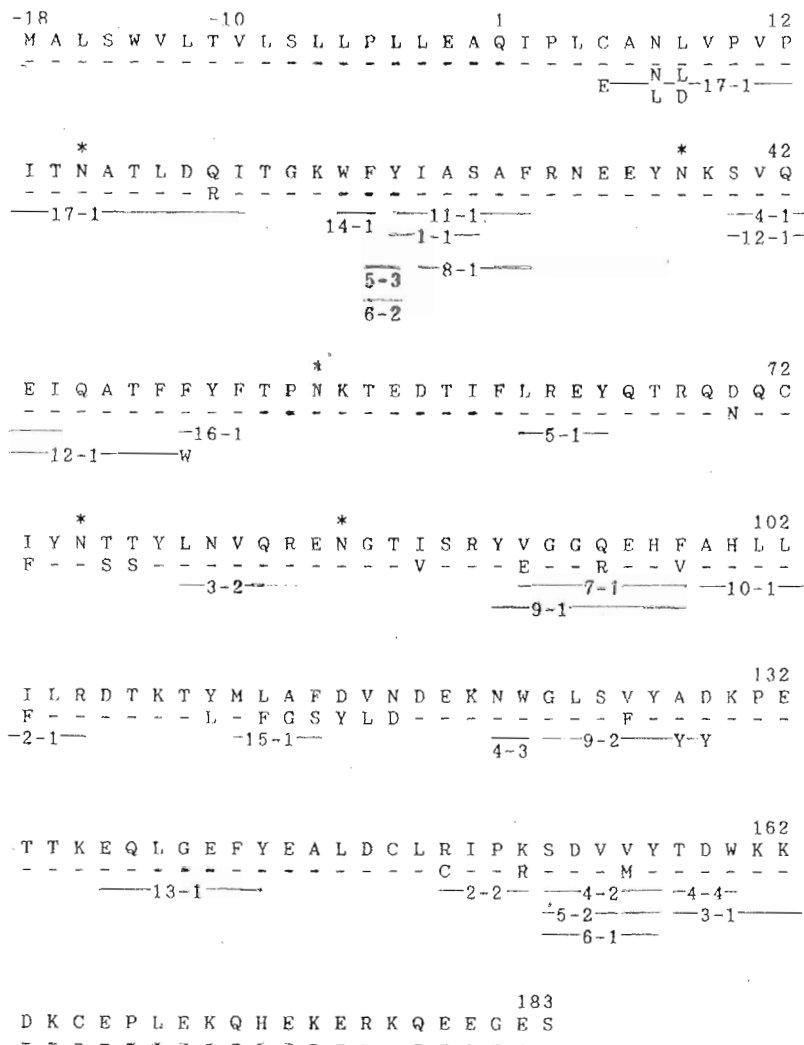 -18 -10 1 12
M A L S W V L T V L S L L P L L E A Q I P L C A N L V P V P
- - - - - - - - - - - - - - - - - - - - - - - - - - - - - -
E N L 17-1
L D
* *
42
I T N A T L D Q I T G K W F Y I A S A F R N E E Y N K S V Q
- - - - - - - R - - - - - - - - - - - - - - - - - - - - - -
17-1 14-1 11-1 4-1
1-1 12-1
5-3 8-1
6-2
* 72
E I Q A T F F Y F T P N K T E D T I F L R E Y Q T R Q D Q C
- - - - - - - - - - - - - - - - - - - - - - - - - - - N - -
16-1 5-1
12-1 W
* * 102
I Y N T T Y L N V Q R E N G T I S R Y V G G Q E H F A H L L
F - - S S - - - - - - - - - - V - - - E - - R - - V - - - -
3-2 7-1 10-1
9-1
132
I L R D T K T Y M L A F D V N D E K N W G L S V Y A D K P E
F - - - - - - L - F G S Y L D - - - - - - - - F - - - - - -
2-1 15-1 4-3 9-2 Y Y
162
T T K E Q L G E F Y E A L D C L R I P K S D V V Y T D W K K
- - - - - - - - - - - - - - - - C - - R - - - M - - - - - -
13-1 2-2 4-2 4-4
5-2 3-1
6-1
183
D K C E P L E K Q H E K E R K Q E E G E S
- - - - - - - - - - - - - - - - - - - - -